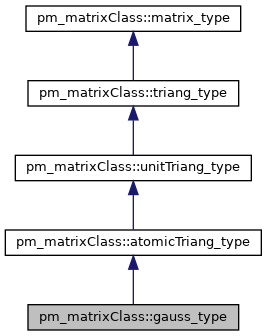 pm_matrixClass::matrix_type
pm_matrixClass::triang_type
pm_matrixClass::unitTriang_type
pm_matrixClass::atomicTriang_type
pm_matrixClass::gauss_type